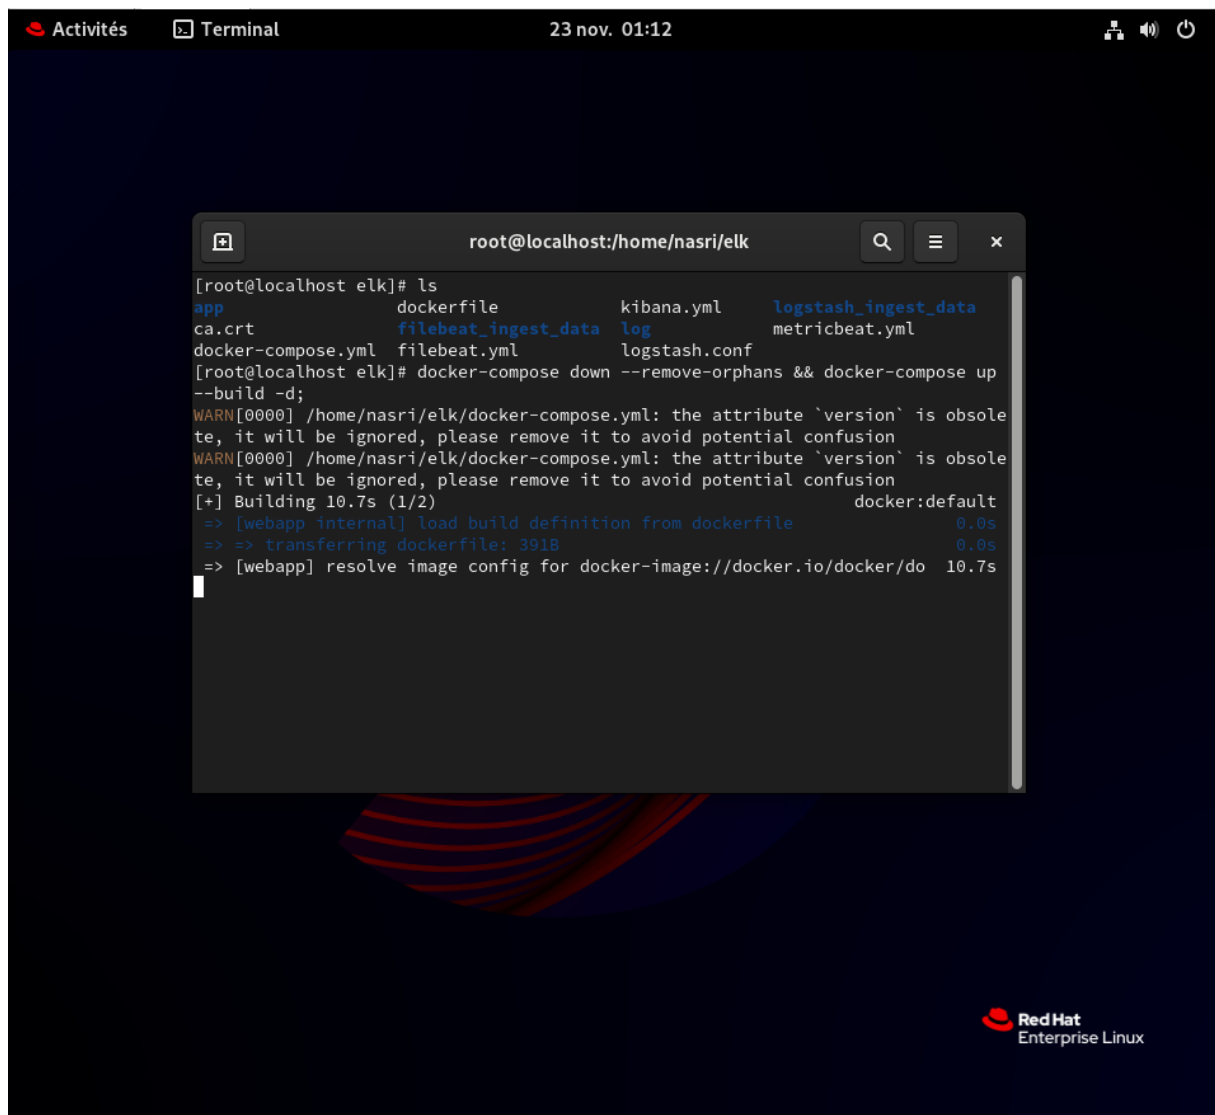 Activités Terminal 23 nov. 01:12
root@localhost:/home/nasri/elk
[root@localhost elk]# ls
app dockerfile kibana.yml logstash_ingest_data
ca.crt filebeat_ingest_data log metricbeat.yml
docker-compose.yml filebeat.yml logstash.conf
[root@localhost elk]# docker-compose down --remove-orphans && docker-compose up
--build -d;
WARN[0000] /home/nasri/elk/docker-compose.yml: the attribute `version` is obsole
te, it will be ignored, please remove it to avoid potential confusion
WARN[0000] /home/nasri/elk/docker-compose.yml: the attribute `version` is obsole
te, it will be ignored, please remove it to avoid potential confusion
[+] Building 10.7s (1/2) docker:default
=> [webapp internal] load build definition from dockerfile 0.0s
=> => transferring dockerfile: 391B 0.0s
=> [webapp] resolve image config for docker-image://docker.io/docker/do 10.7s
Red Hat
Enterprise Linux